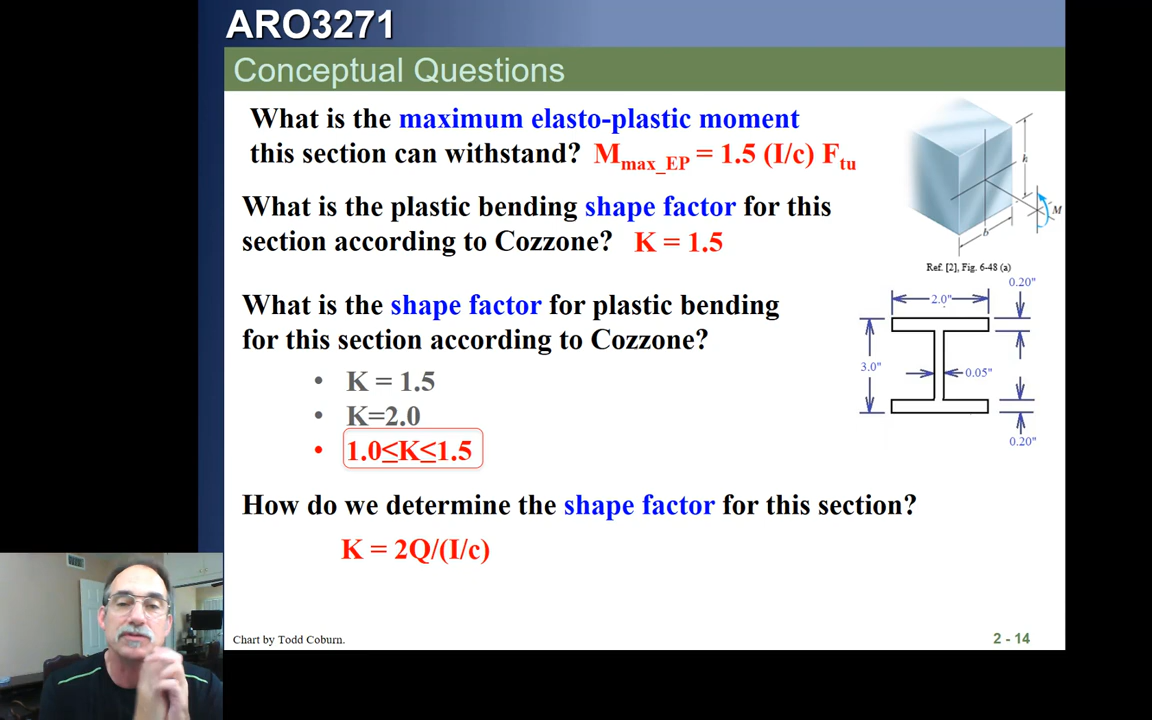 ARO3271
Conceptual Questions
What is the maximum elasto-plastic moment
this section can withstand? Mmax_EP = 1.5 (I/c) Ftu
What is the plastic bending shape factor for this
section according to Cozzone? K = 1.5
h
M
b
Ref. [2], Fig. 6-48 (a)
What is the shape factor for plastic bending
for this section according to Cozzone?
• K = 1.5
• K=2.0
• 1.0≤K≤1.5
0.20"
2.0"
3.0"
0.05"
0.20"
How do we determine the shape factor for this section?
K = 2Q/(I/c)
Chart by Todd Coburn.
2 - 14